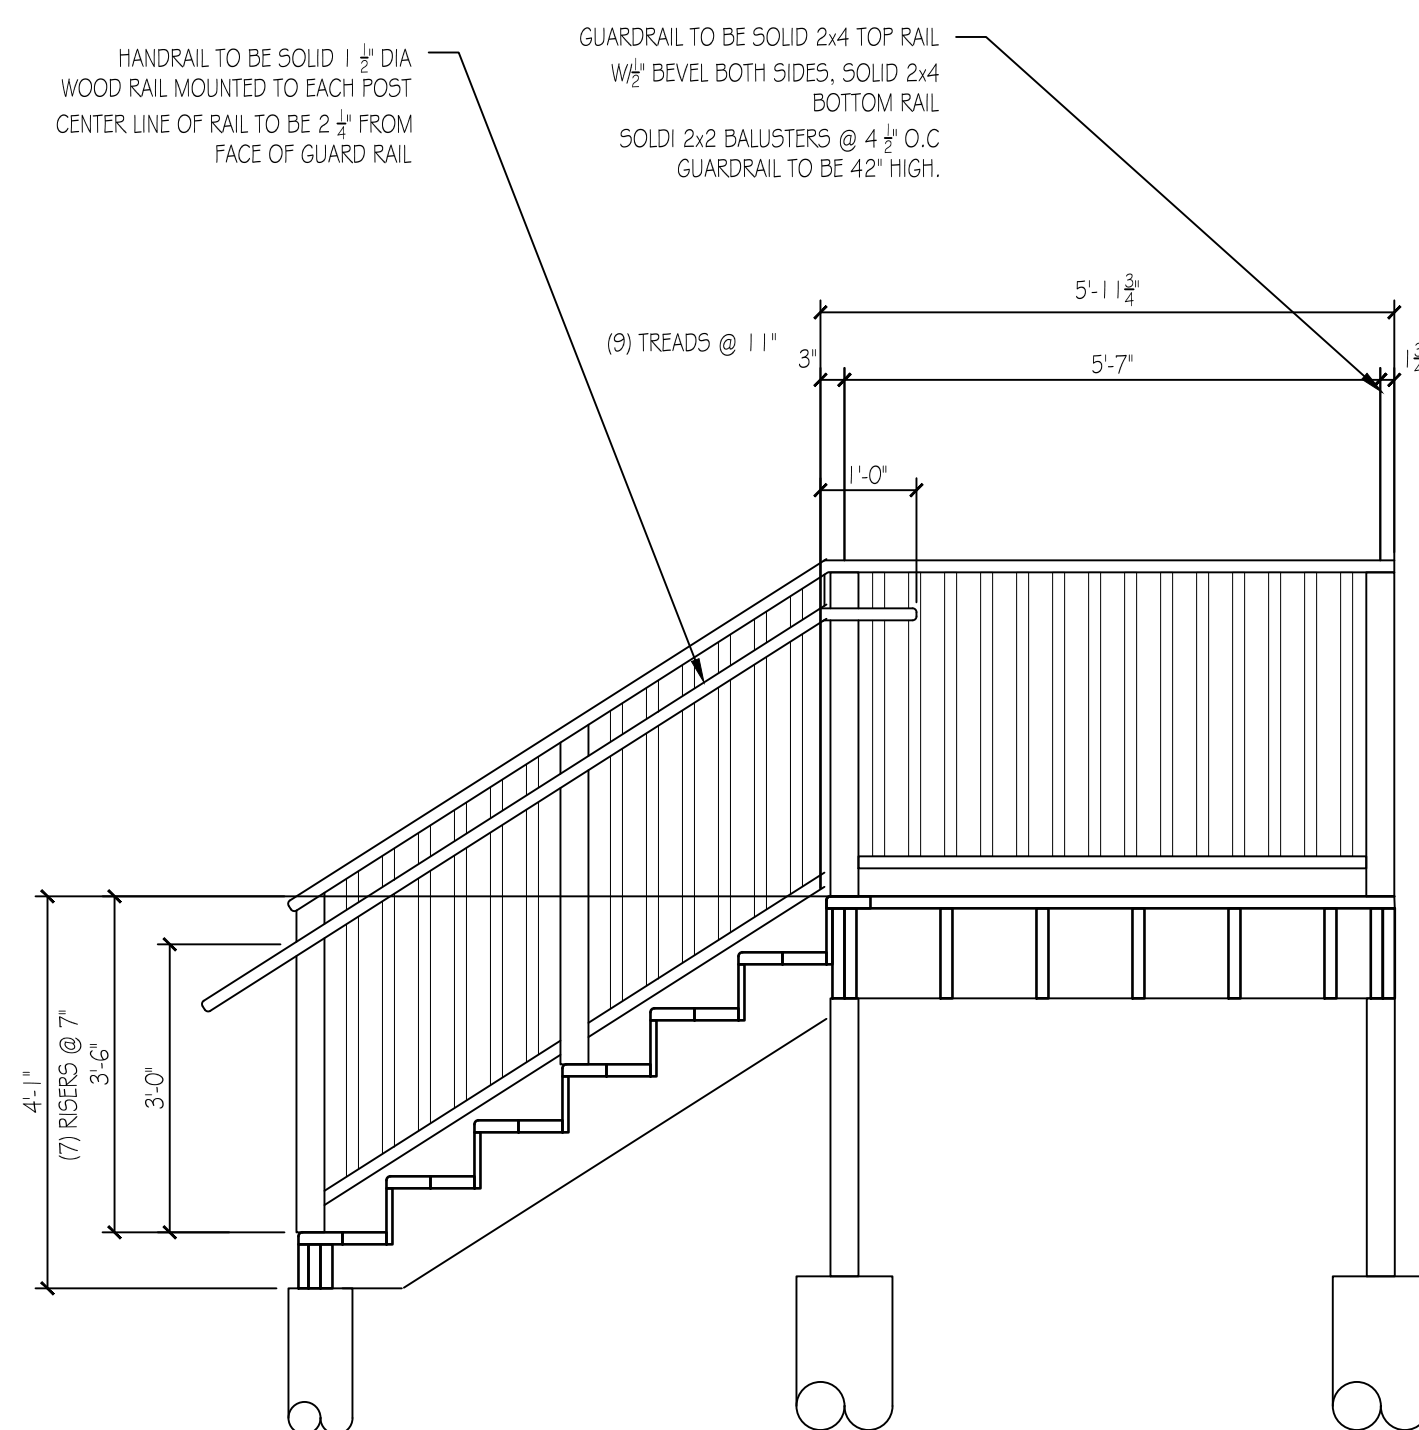 HANDRAIL TO BE SOLID 1 1/2" DIA
WOOD RAIL MOUNTED TO EACH POST
CENTER LINE OF RAIL TO BE 2 1/4" FROM
FACE OF GUARD RAIL
GUARDRAIL TO BE SOLID 2x4 TOP RAIL
W/1/2" BEVEL BOTH SIDES, SOLID 2x4
BOTTOM RAIL
SOLDI 2x2 BALUSTERS @ 4 1/2" O.C
GUARDRAIL TO BE 42" HIGH.
5'-11 3/4"
(9) TREADS @ 11"
3"
5'-7"
1'-0"
4'-1"
(7) RISERS @ 7"
3'-6"
3'-0"